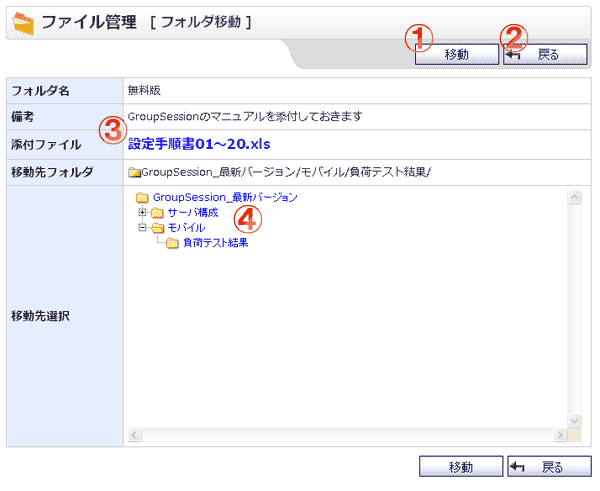 ファイル管理 [ フォルダ移動 ]
① ②
移動 戻る
フォルダ名 無料版
備考 GroupSessionのマニュアルを添付しておきます
③
添付ファイル 設定手順書01～20.xls
移動先フォルダ GroupSession_最新バージョン/モバイル/負荷テスト結果/
GroupSession_最新バージョン
サーバ構成 ④
モバイル
負荷テスト結果
移動先選択
移動 戻る